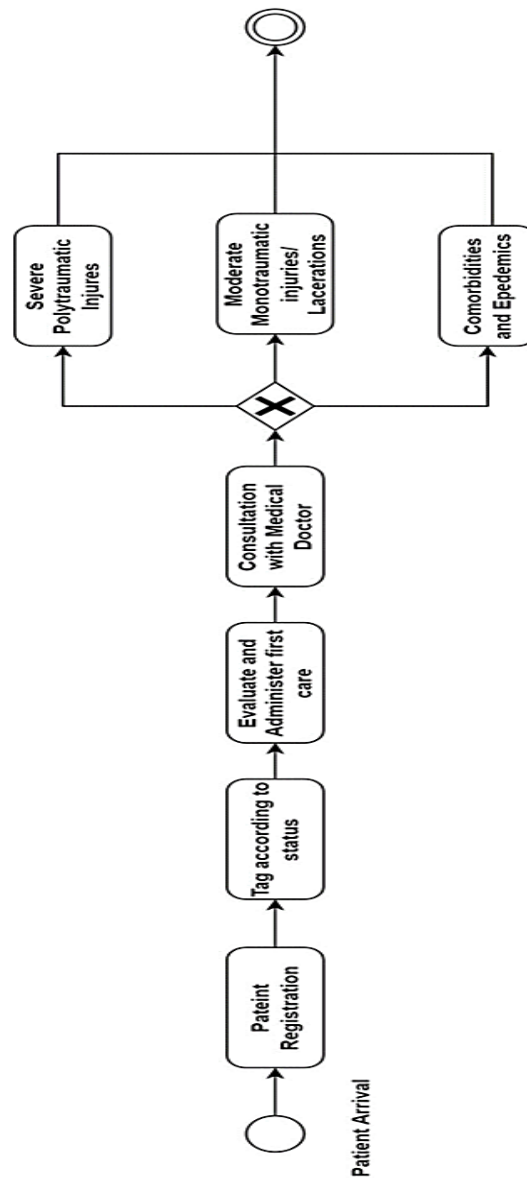 Patient Arrival
Pateint
Registration
Tag according to
status
Evaluate and
Administer first
care
Consultation
with Medical
Doctor
X
Severe
Polytraumatic
Injures
Moderate
Monotraumatic
injuries/
Lacerations
Comorbidities
and Epedemics